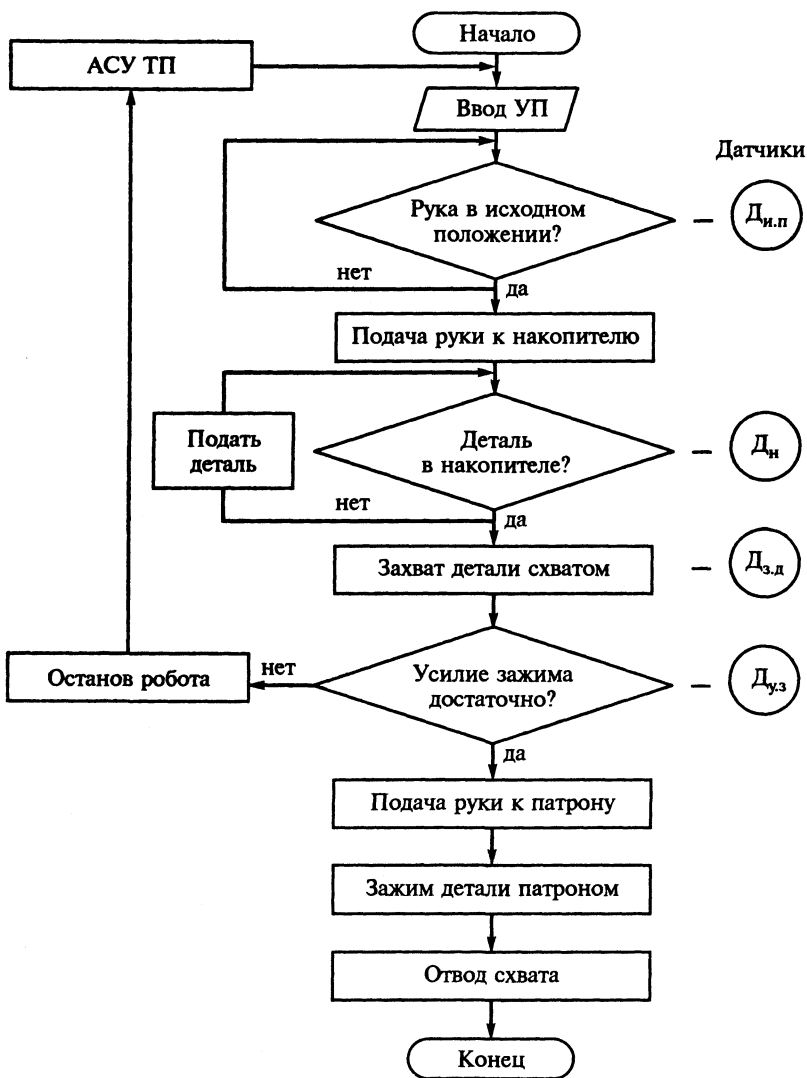 Начало
АСУ ТП
Ввод УП
Датчики
Рука в исходном
положении?
Ди.п
нет
да
Подача руки к накопителю
Подать
деталь
Деталь
в накопителе?
Дн
нет
да
Захват детали схватом
Дз.д
Останов робота
нет
Усилие зажима
достаточно?
Ду.з
да
Подача руки к патрону
Зажим детали патроном
Отвод схвата
Конец